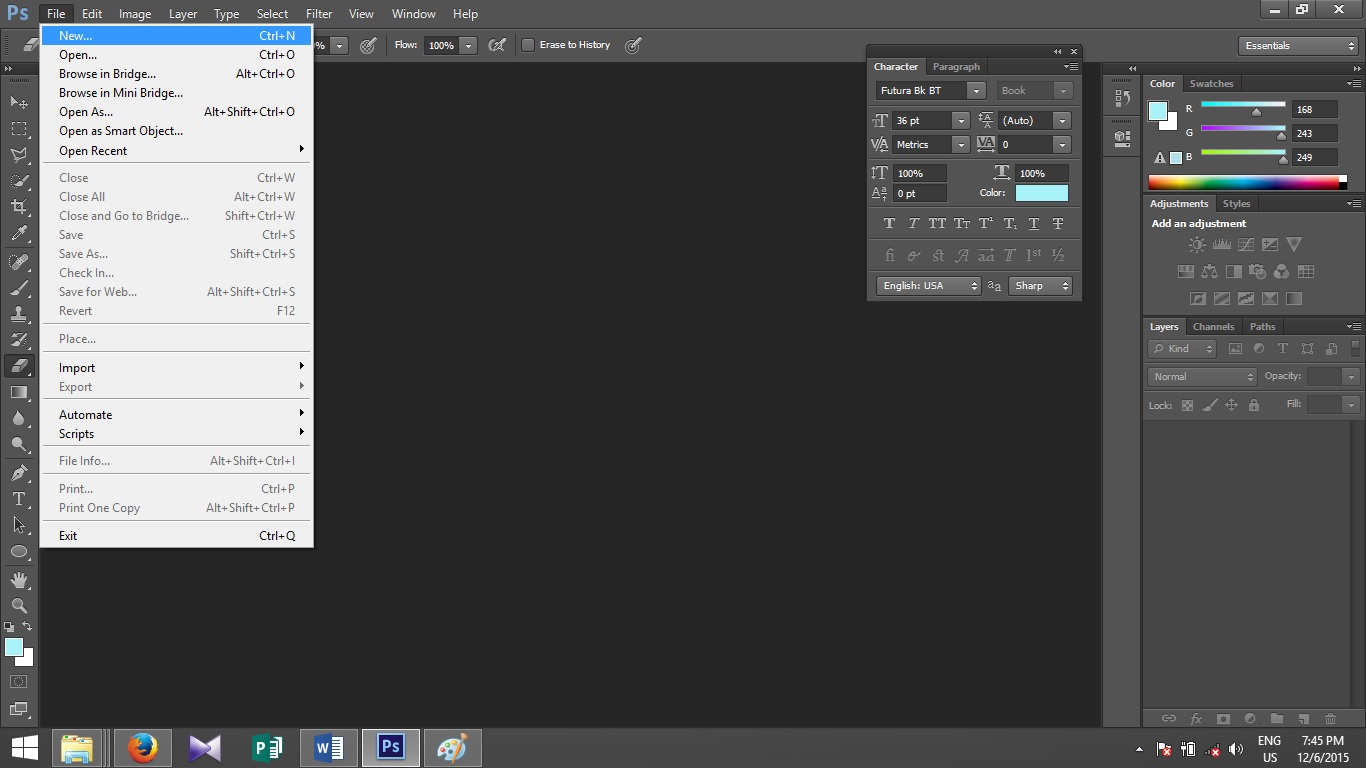 Ps File Edit Image Layer Type Select Filter View Window Help
% Flow: 100% Erase to History Essentials
New... Ctrl+N
Open... Ctrl+O
Browse in Bridge... Alt+Ctrl+O
Browse in Mini Bridge...
Open As... Alt+Shift+Ctrl+O
Open as Smart Object...
Open Recent
Close Ctrl+W
Close All Alt+Ctrl+W
Close and Go to Bridge... Shift+Ctrl+W
Save Ctrl+S
Save As... Shift+Ctrl+S
Check In...
Save for Web... Alt+Shift+Ctrl+S
Revert F12
Place...
Import
Export
Automate
Scripts
File Info... Alt+Shift+Ctrl+I
Print... Ctrl+P
Print One Copy Alt+Shift+Ctrl+P
Exit Ctrl+Q
Character Paragraph
Futura Bk BT Book
36 pt (Auto)
Metrics 0
100% 100%
0 pt Color:
T T TT Tт T¹ T₁ T T
fi st A aa T 1st ½
English: USA aa Sharp
Color Swatches
R 168
G 243
B 249
Adjustments Styles
Add an adjustment
Layers Channels Paths
Kind
Normal Opacity:
Lock: Fill:
fx
Ps
ENG 7:45 PM
US 12/6/2015